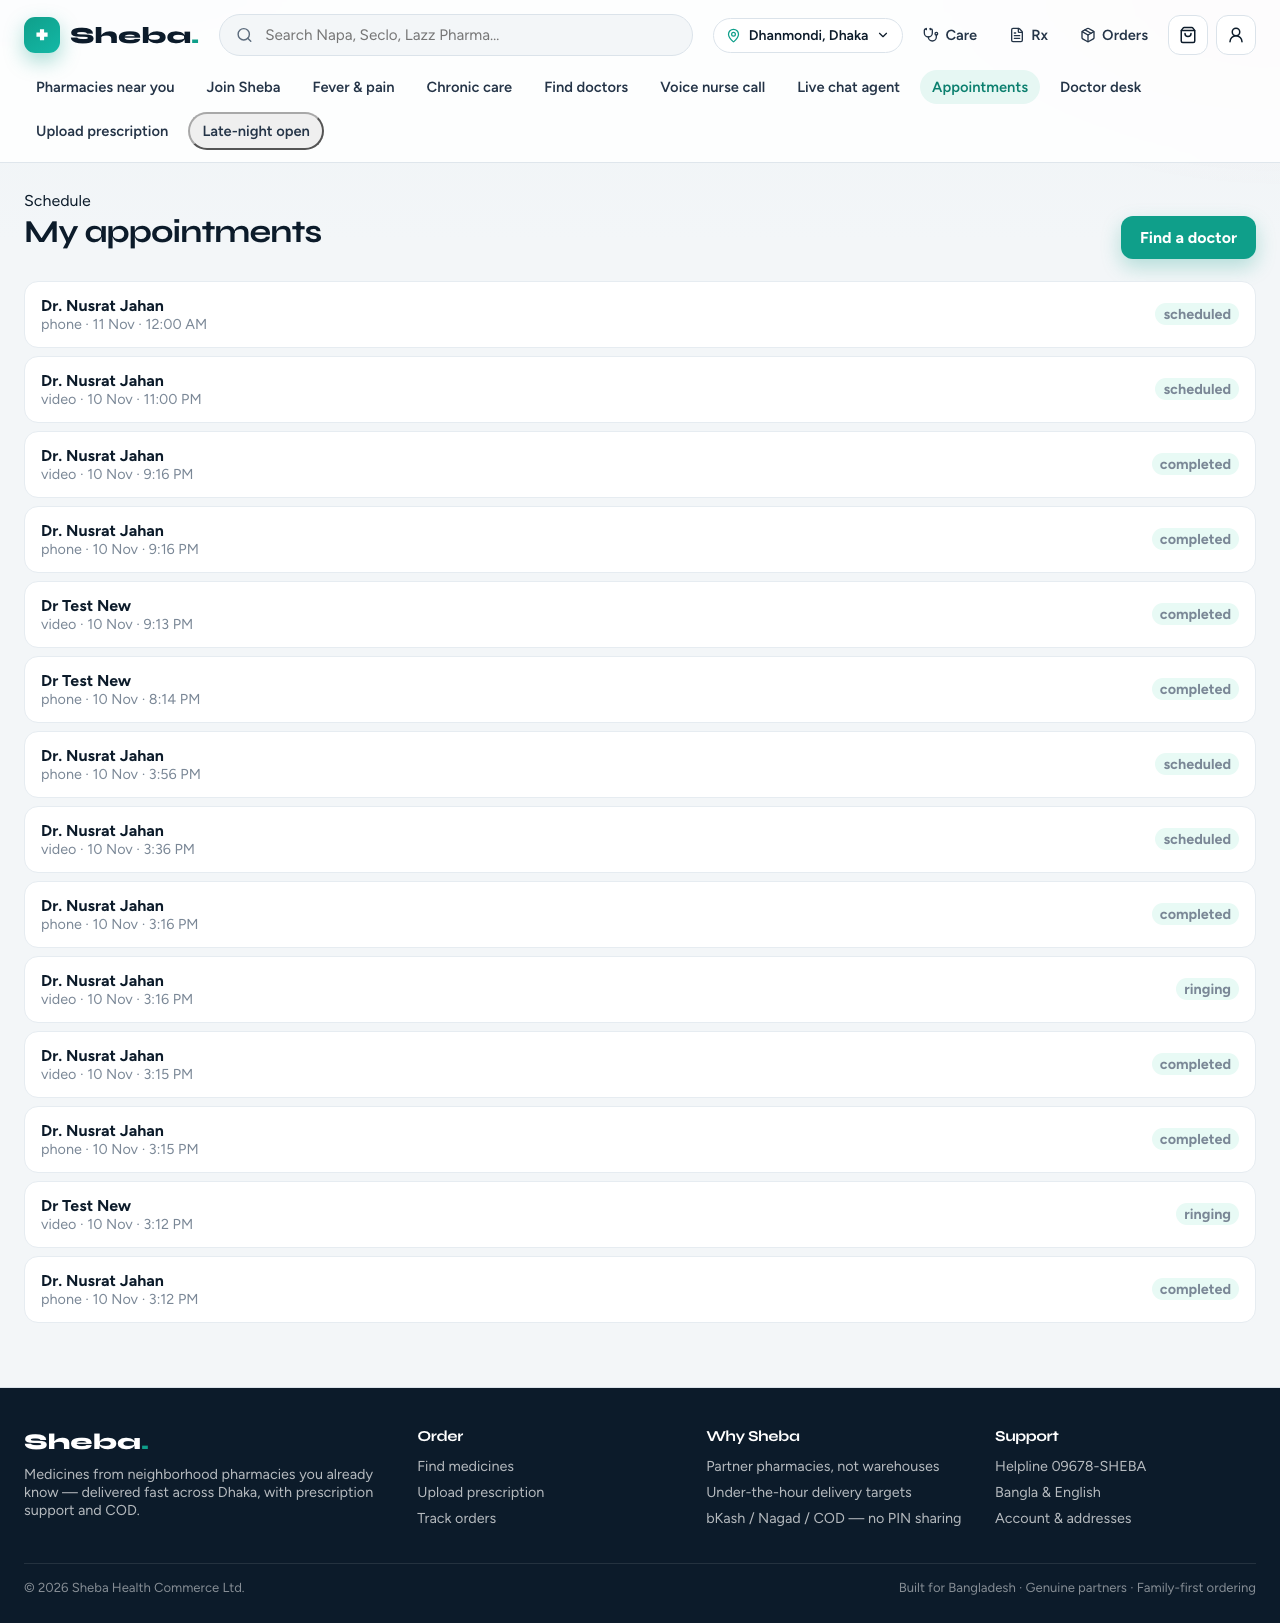 Sheba.
Search Napa, Seclo, Lazz Pharma...
Dhanmondi, Dhaka
Care
Rx
Orders
Pharmacies near you
Join Sheba
Fever & pain
Chronic care
Find doctors
Voice nurse call
Live chat agent
Appointments
Doctor desk
Upload prescription
Late-night open
Schedule
My appointments
Find a doctor
Dr. Nusrat Jahan
phone · 11 Nov · 12:00 AM
scheduled
Dr. Nusrat Jahan
video · 10 Nov · 11:00 PM
scheduled
Dr. Nusrat Jahan
video · 10 Nov · 9:16 PM
completed
Dr. Nusrat Jahan
phone · 10 Nov · 9:16 PM
completed
Dr Test New
video · 10 Nov · 9:13 PM
completed
Dr Test New
phone · 10 Nov · 8:14 PM
completed
Dr. Nusrat Jahan
phone · 10 Nov · 3:56 PM
scheduled
Dr. Nusrat Jahan
video · 10 Nov · 3:36 PM
scheduled
Dr. Nusrat Jahan
phone · 10 Nov · 3:16 PM
completed
Dr. Nusrat Jahan
video · 10 Nov · 3:16 PM
ringing
Dr. Nusrat Jahan
video · 10 Nov · 3:15 PM
completed
Dr. Nusrat Jahan
phone · 10 Nov · 3:15 PM
completed
Dr Test New
video · 10 Nov · 3:12 PM
ringing
Dr. Nusrat Jahan
phone · 10 Nov · 3:12 PM
completed
Sheba.
Medicines from neighborhood pharmacies you already
know — delivered fast across Dhaka, with prescription
support and COD.
Order
Find medicines
Upload prescription
Track orders
Why Sheba
Partner pharmacies, not warehouses
Under-the-hour delivery targets
bKash / Nagad / COD — no PIN sharing
Support
Helpline 09678-SHEBA
Bangla & English
Account & addresses
© 2026 Sheba Health Commerce Ltd.
Built for Bangladesh · Genuine partners · Family-first ordering